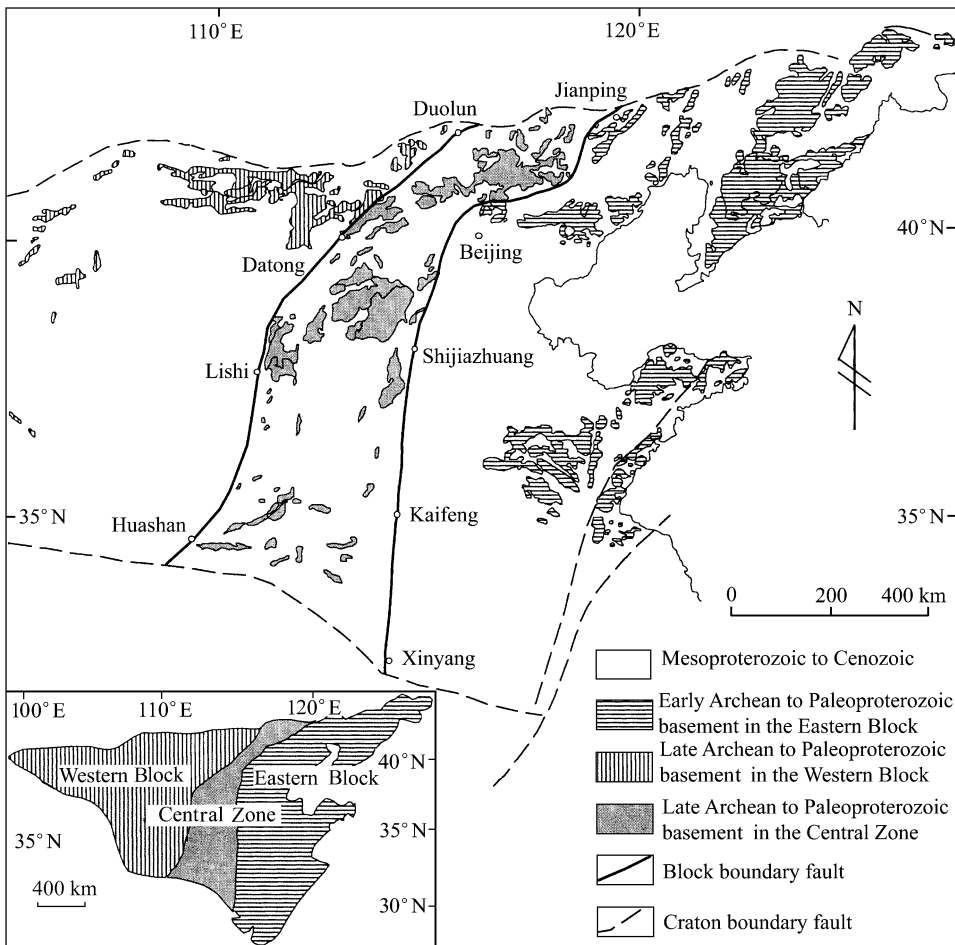 110°E
120°E
Jianping
Duolun
40°N
Beijing
Datong
N
Shijiazhuang
Lishi
Huashan
Kaifeng
35°N
35°N
0 200 400 km
Xinyang
Mesoproterozoic to Cenozoic
Early Archean to Paleoproterozoic
basement in the Eastern Block
Late Archean to Paleoproterozoic
basement in the Western Block
Late Archean to Paleoproterozoic
basement in the Central Zone
Block boundary fault
Craton boundary fault
100°E
110°E
120°E
Western Block
Eastern Block
40°N
Central Zone
35°N
35°N
400 km
30°N